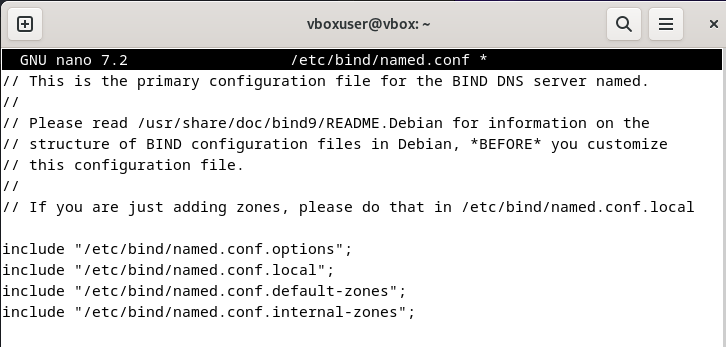 vboxuser@vbox: ~
GNU nano 7.2 /etc/bind/named.conf *
// This is the primary configuration file for the BIND DNS server named.
//
// Please read /usr/share/doc/bind9/README.Debian for information on the
// structure of BIND configuration files in Debian, *BEFORE* you customize
// this configuration file.
//
// If you are just adding zones, please do that in /etc/bind/named.conf.local
include "/etc/bind/named.conf.options";
include "/etc/bind/named.conf.local";
include "/etc/bind/named.conf.default-zones";
include "/etc/bind/named.conf.internal-zones";